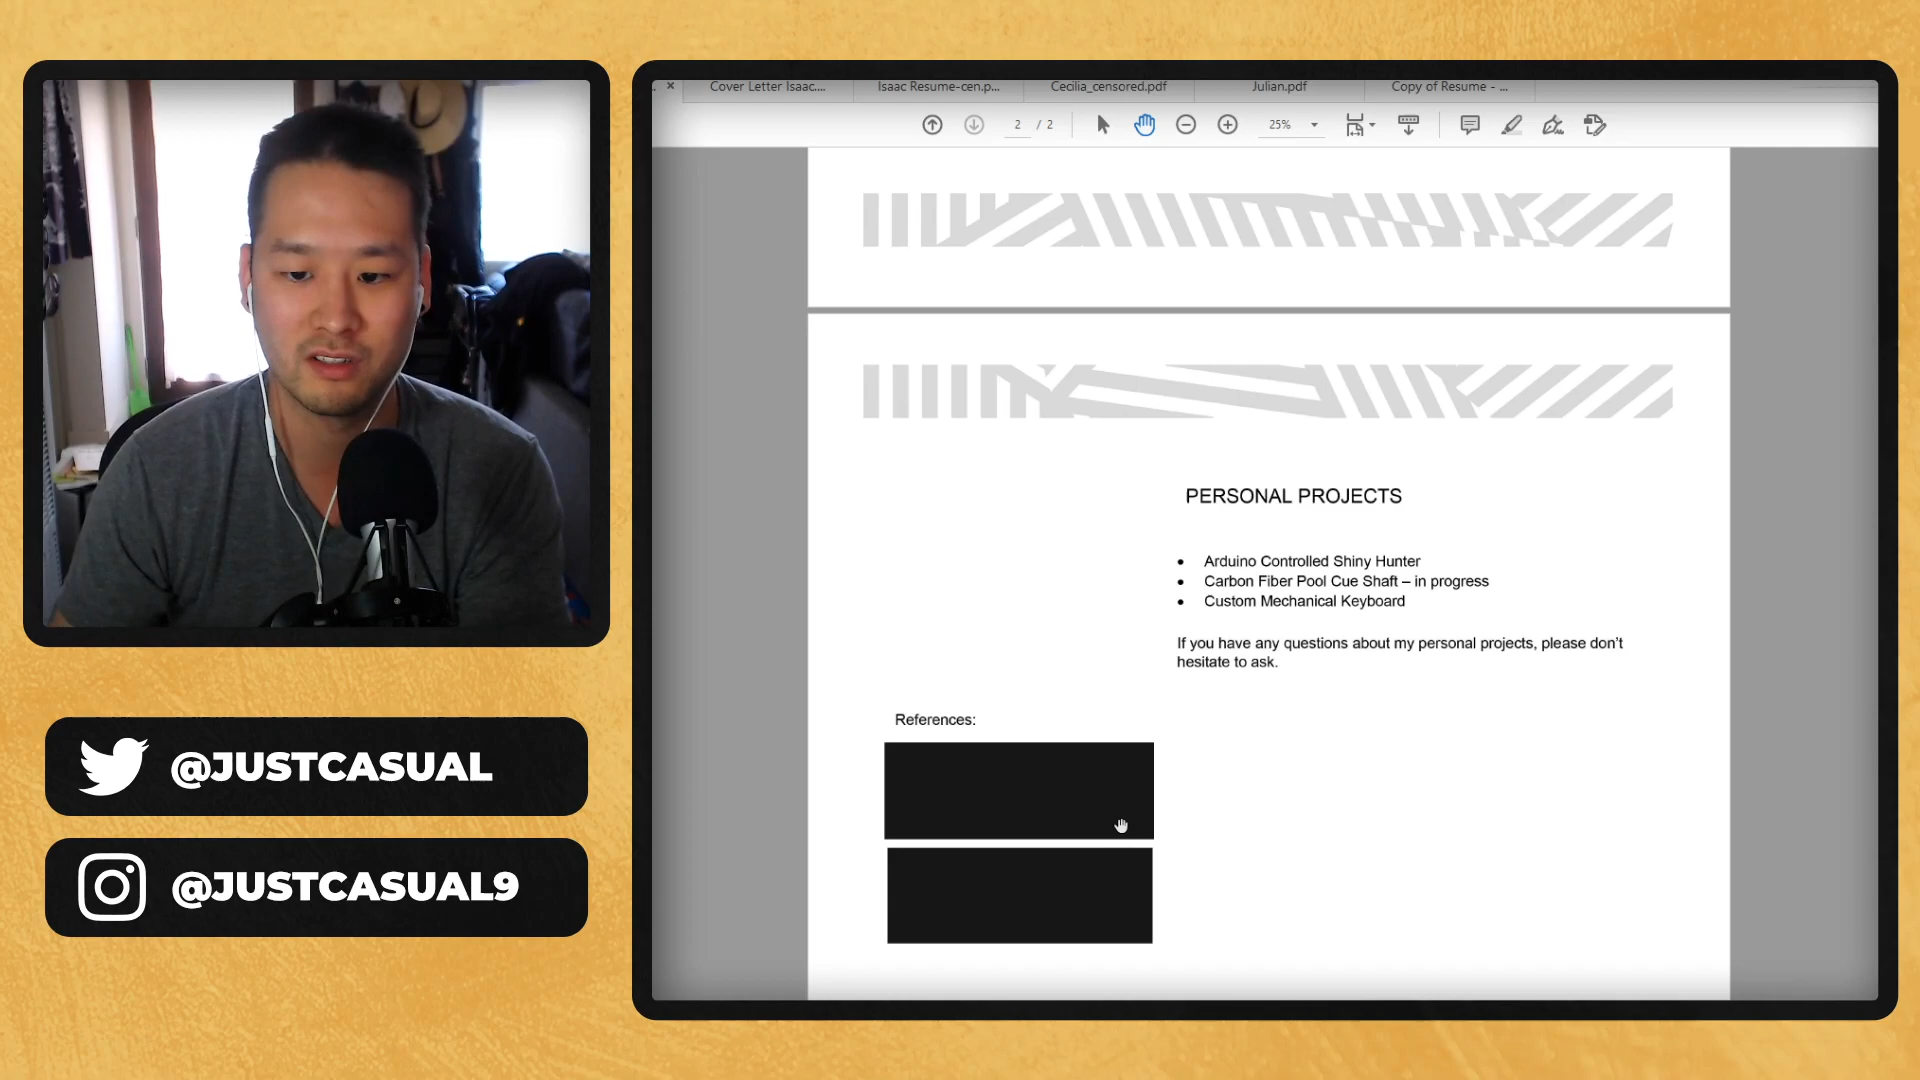 Cover Letter Isaac....
Isaac Resume-cen.p...
Cecilia_censored.pdf
Julian.pdf
Copy of Resume - ...
2 / 2
25%
PERSONAL PROJECTS
• Arduino Controlled Shiny Hunter
• Carbon Fiber Pool Cue Shaft – in progress
• Custom Mechanical Keyboard
If you have any questions about my personal projects, please don't
hesitate to ask.
References:
@JUSTCASUAL
@JUSTCASUAL9